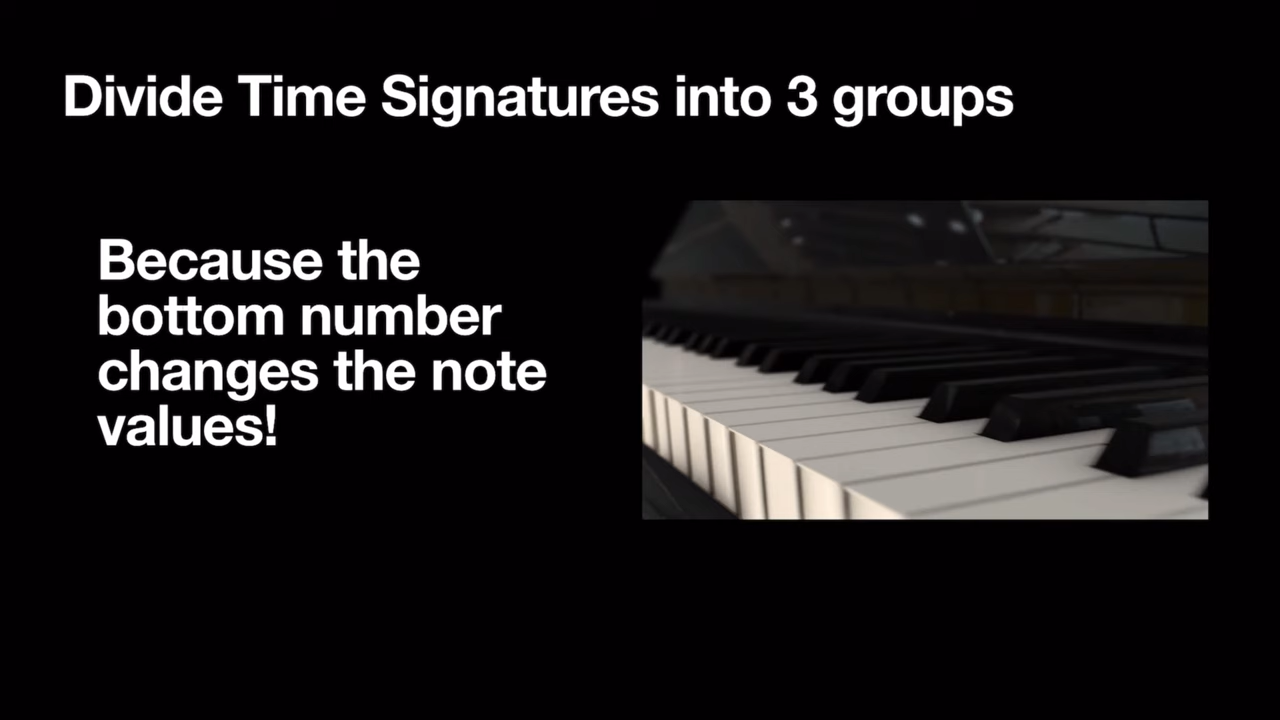 Divide Time Signatures into 3 groups
Because the
bottom number
changes the note
values!